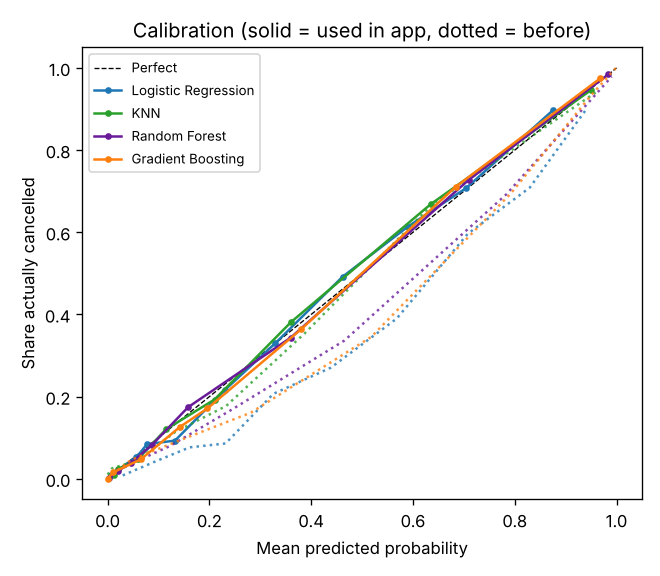 Calibration (solid = used in app, dotted = before)
Perfect
Logistic Regression
KNN
Random Forest
Gradient Boosting
Share actually cancelled
1.0
0.8
0.6
0.4
0.2
0.0
0.0 0.2 0.4 0.6 0.8 1.0
Mean predicted probability